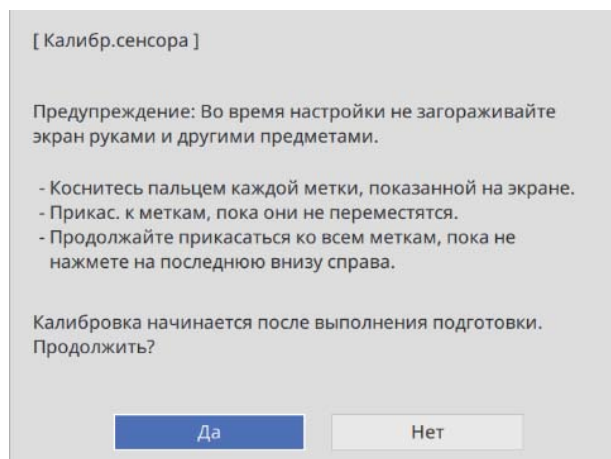 [ Калибр.сенсора ]
Предупреждение: Во время настройки не загораживайте
экран руками и другими предметами.
- Коснитесь пальцем каждой метки, показанной на экране.
- Прикас. к меткам, пока они не переместятся.
- Продолжайте прикасаться ко всем меткам, пока не
нажмете на последнюю внизу справа.
Калибровка начинается после выполнения подготовки.
Продолжить?
Да
Нет